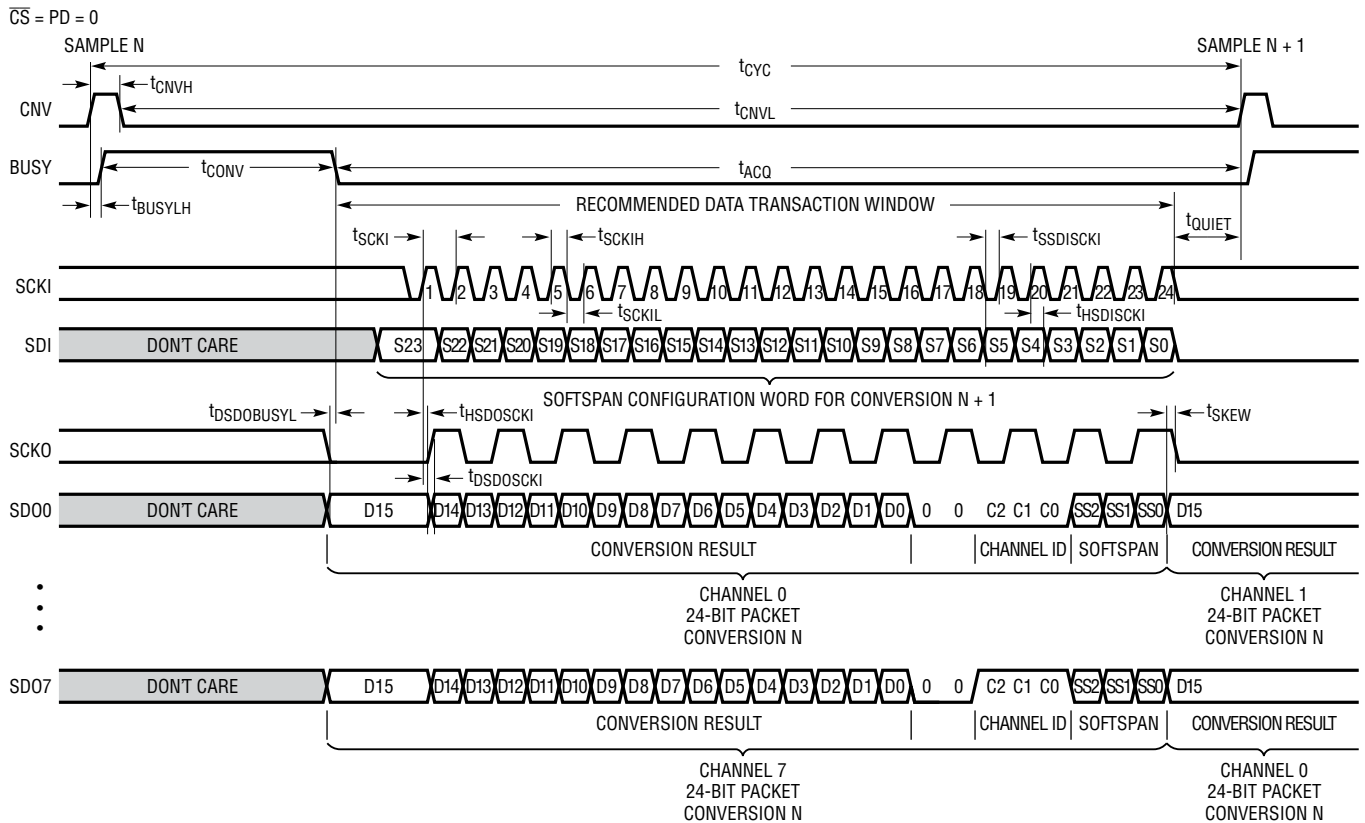 CS = PD = 0
SAMPLE N SAMPLE N + 1
tCYC
tCNVH
CNV
tCNVL
BUSY
tCONV tACQ
tBUSYLH
RECOMMENDED DATA TRANSACTION WINDOW
tSCKI tSCKIH tSSDISCKI tQUIET
SCKI 1 2 3 4 5 6 7 8 9 10 11 12 13 14 15 16 17 18 19 20 21 22 23 24
tSCKIL tHSDISCKI
SDI DON'T CARE S23 S22 S21 S20 S19 S18 S17 S16 S15 S14 S13 S12 S11 S10 S9 S8 S7 S6 S5 S4 S3 S2 S1 S0
SOFTSPAN CONFIGURATION WORD FOR CONVERSION N + 1
tDSDOBUSYL tHSDOSCKI tSKEW
SCKO
tDSDOSCKI
SDO0 DON'T CARE D15 D14 D13 D12 D11 D10 D9 D8 D7 D6 D5 D4 D3 D2 D1 D0 0 0 C2 C1 C0 SS2 SS1 SS0 D15
CONVERSION RESULT CHANNEL ID SOFTSPAN CONVERSION RESULT
CHANNEL 0 CHANNEL 1
24-BIT PACKET 24-BIT PACKET
CONVERSION N CONVERSION N
SDO7 DON'T CARE D15 D14 D13 D12 D11 D10 D9 D8 D7 D6 D5 D4 D3 D2 D1 D0 0 0 C2 C1 C0 SS2 SS1 SS0 D15
CONVERSION RESULT CHANNEL ID SOFTSPAN CONVERSION RESULT
CHANNEL 7 CHANNEL 0
24-BIT PACKET 24-BIT PACKET
CONVERSION N CONVERSION N